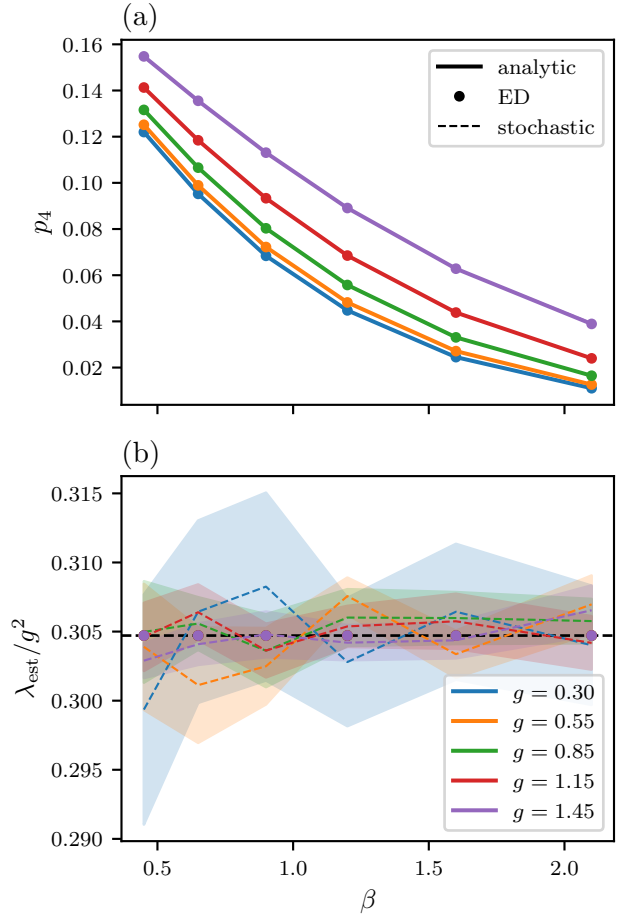 (a)
0.16
0.14
0.12
0.10
0.08
0.06
0.04
0.02
p₄
analytic
ED
stochastic
(b)
0.315
0.310
0.305
0.300
0.295
0.290
λ_est/g²
g = 0.30
g = 0.55
g = 0.85
g = 1.15
g = 1.45
0.5 1.0 1.5 2.0
β